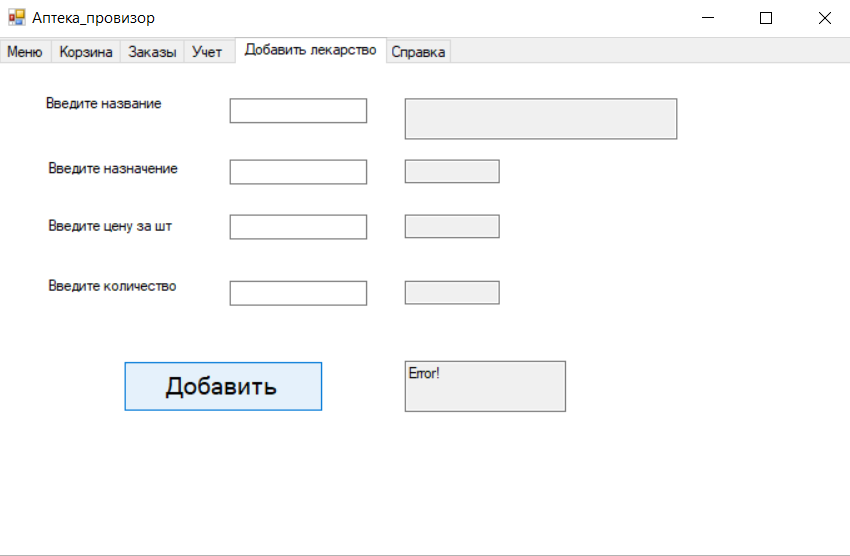 Аптека_провизор
Меню Корзина Заказы Учет Добавить лекарство Справка
Введите название
Введите назначение
Введите цену за шт
Введите количество
Добавить Error!